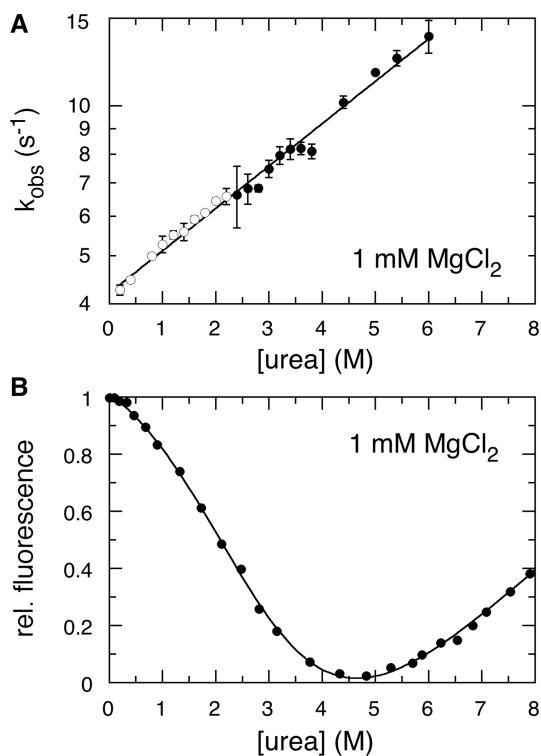 A
15
10
9
8
7
6
5
4
k_obs (s⁻¹)
1 mM MgCl₂
0 1 2 3 4 5 6 7 8
[urea] (M)
B
1
0.8
0.6
0.4
0.2
0
rel. fluorescence
1 mM MgCl₂
0 1 2 3 4 5 6 7 8
[urea] (M)